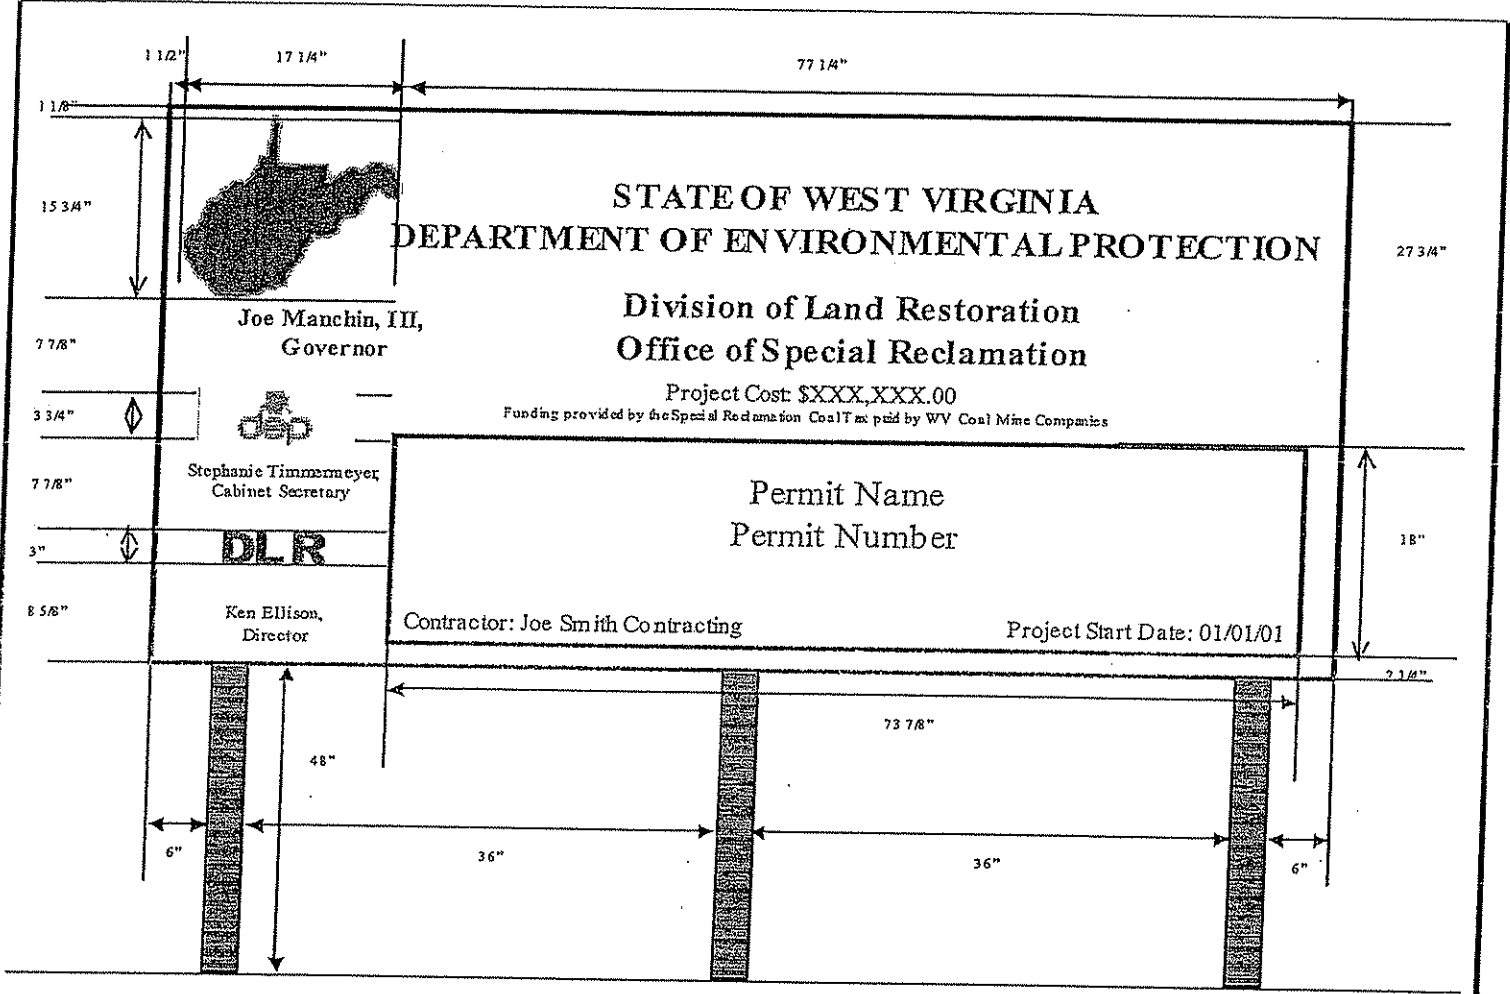 1 1/2"
17 1/4"
77 1/4"
1 1/8"
15 3/4"
STATE OF WEST VIRGINIA
DEPARTMENT OF ENVIRONMENTAL PROTECTION
27 3/4"
Division of Land Restoration
Office of Special Reclamation
Joe Manchin, III,
Governor
7 7/8"
Project Cost: $XXX,XXX.00
Funding provided by the Special Reclamation Coal Tax paid by WV Coal Mine Companies
3 3/4"
dep
Stephanie Timmermeyer,
Cabinet Secretary
7 7/8"
Permit Name
Permit Number
18"
DLR
3"
8 5/8"
Ken Ellison,
Director
Contractor: Joe Smith Contracting
Project Start Date: 01/01/01
2 1/4"
73 7/8"
48"
6"
36"
36"
6"